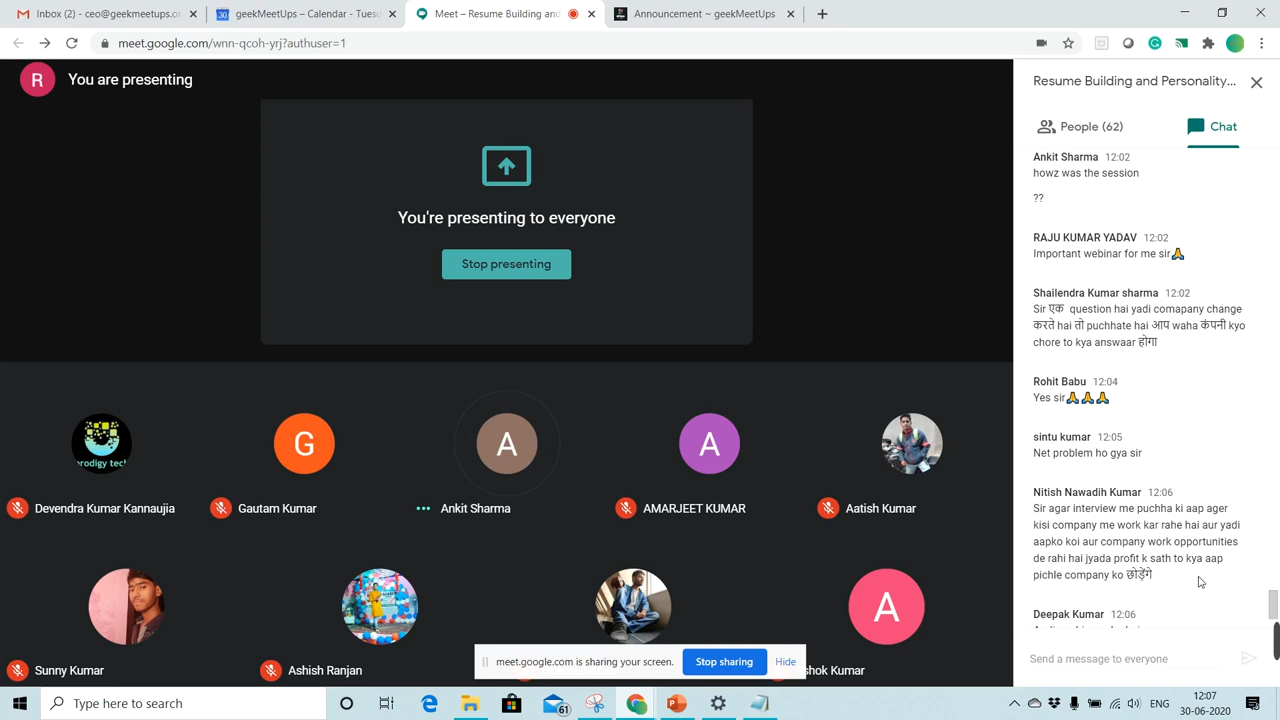 Inbox (2) - ceo@geekmeetups.or
geekMeetUps – Calendar - Tuesd
Meet – Resume Building and
Announcement ~ geekMeetUps
meet.google.com/wnn-qcoh-yrj?authuser=1
R
You are presenting
You're presenting to everyone
Stop presenting
Resume Building and Personality...
People (62)
Chat
Ankit Sharma 12:02
howz was the session
??
RAJU KUMAR YADAV 12:02
Important webinar for me sir🙏
Shailendra Kumar sharma 12:02
Sir एक question hai yadi comapany change
करते hai तो puchhate hai आप waha कंपनी kyo
chore to kya answaar होगा
Rohit Babu 12:04
Yes sir🙏🙏🙏
sintu kumar 12:05
Net problem ho gya sir
Nitish Nawadih Kumar 12:06
Sir agar interview me puchha ki aap ager
kisi company me work kar rahe hai aur yadi
aapko koi aur company work opportunities
de rahi hai jyada profit k sath to kya aap
pichle company ko छोड़ेंगे
Deepak Kumar 12:06
Send a message to everyone
prodigy tech
G
A
A
Devendra Kumar Kannaujia
Gautam Kumar
Ankit Sharma
AMARJEET KUMAR
Aatish Kumar
A
Sunny Kumar
Ashish Ranjan
shok Kumar
meet.google.com is sharing your screen.
Stop sharing
Hide
Type here to search
61
ENG
12:07
30-06-2020